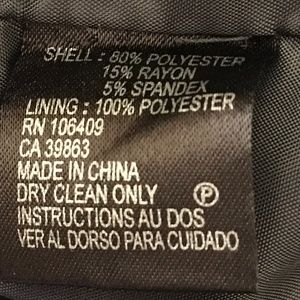 SHELL : 80% POLYESTER
15% RAYON
5% SPANDEX
LINING : 100% POLYESTER
RN 106409
CA 39863
MADE IN CHINA
DRY CLEAN ONLY P
INSTRUCTIONS AU DOS
VER AL DORSO PARA CUIDADO